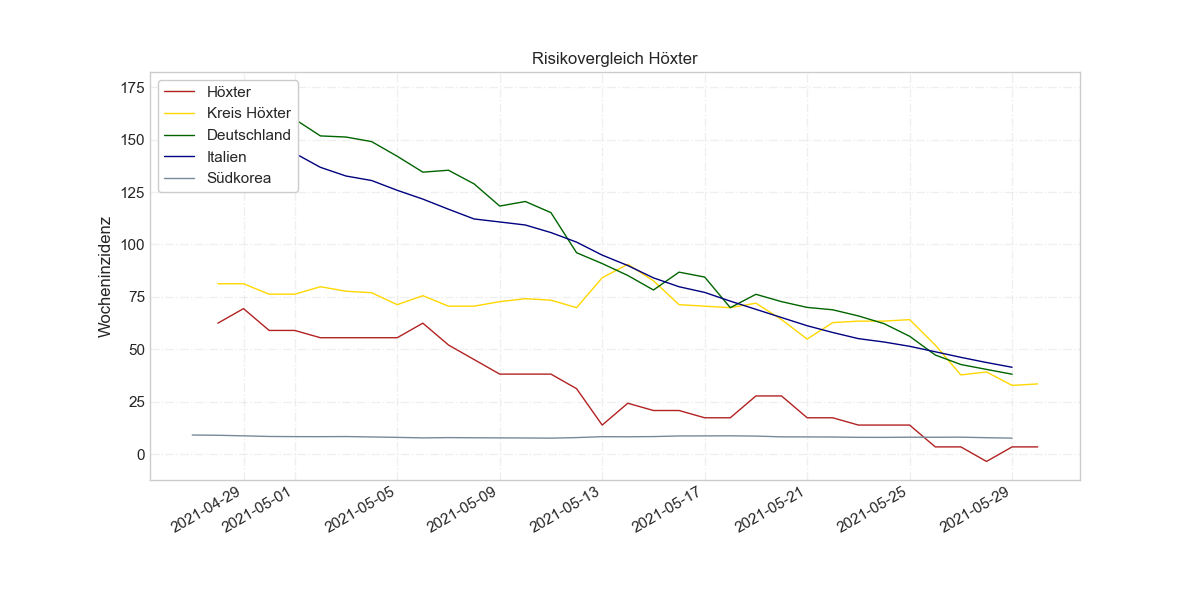 Risikovergleich Höxter
Wocheninzidenz
175
150
125
100
75
50
25
0
Höxter
Kreis Höxter
Deutschland
Italien
Südkorea
2021-04-29
2021-05-01
2021-05-05
2021-05-09
2021-05-13
2021-05-17
2021-05-21
2021-05-25
2021-05-29